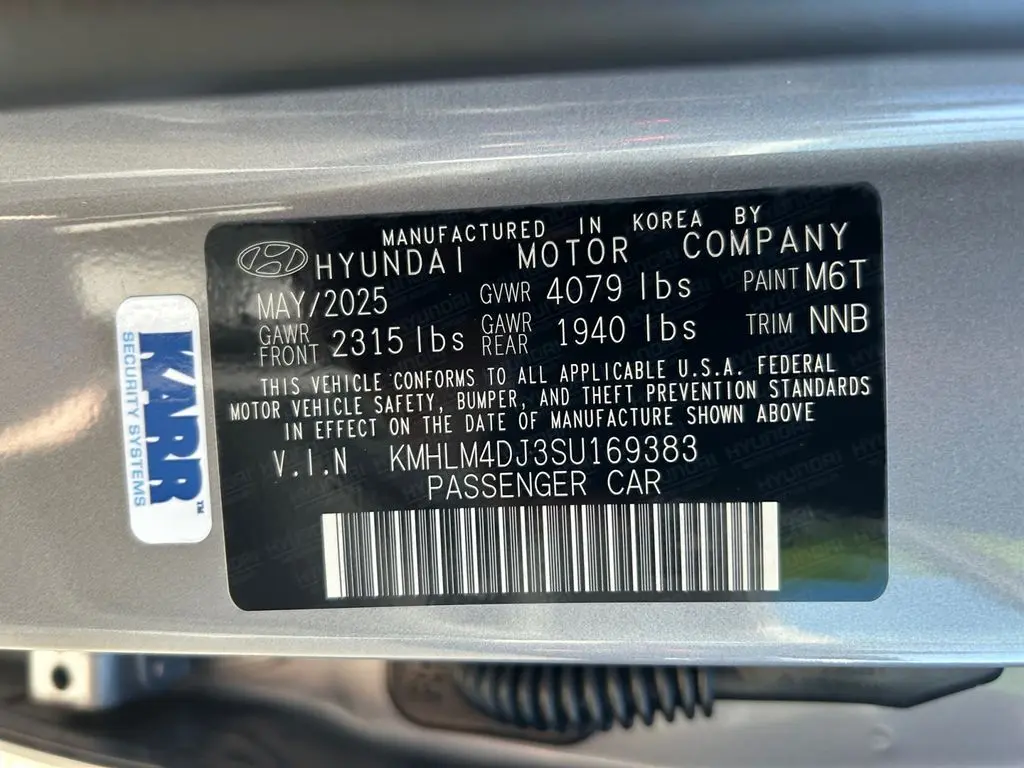 MANUFACTURED IN KOREA BY
HYUNDAI MOTOR COMPANY
MAY/2025 GVWR 4079 lbs PAINT M6T
GAWR FRONT 2315 lbs GAWR REAR 1940 lbs TRIM NNB
THIS VEHICLE CONFORMS TO ALL APPLICABLE U.S.A. FEDERAL
MOTOR VEHICLE SAFETY, BUMPER, AND THEFT PREVENTION STANDARDS
IN EFFECT ON THE DATE OF MANUFACTURE SHOWN ABOVE
V.I.N KMHLM4DJ3SU169383
PASSENGER CAR
KARR™
SECURITY SYSTEMS